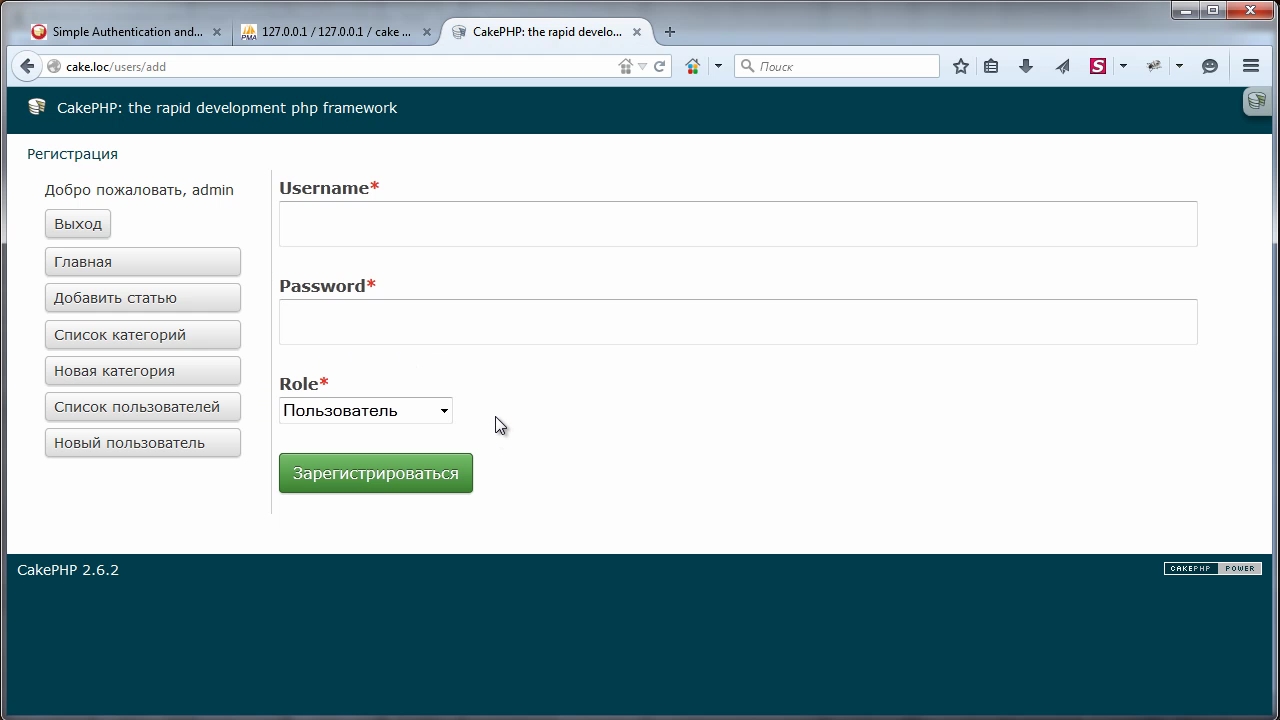 Simple Authentication and...
127.0.0.1 / 127.0.0.1 / cake ...
CakePHP: the rapid develo...
cake.loc/users/add
Поиск
CakePHP: the rapid development php framework
Регистрация
Добро пожаловать, admin
Выход
Главная
Добавить статью
Список категорий
Новая категория
Список пользователей
Новый пользователь
Username*
Password*
Role*
Пользователь
Зарегистрироваться
CakePHP 2.6.2
CAKEPHP POWER